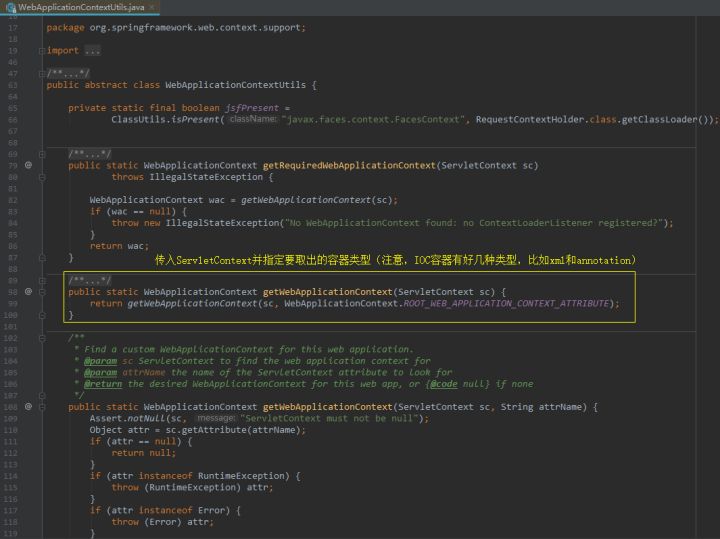 WebApplicationContextUtils.java ×
17 package org.springframework.web.context.support;
18
19 import ...
46
47 /**...*/
63 public abstract class WebApplicationContextUtils {
64
65 private static final boolean jsfPresent =
66 ClassUtils.isPresent( className: "javax.faces.context.FacesContext", RequestContextHolder.class.getClassLoader());
67
68
69 /**...*/
79 @ public static WebApplicationContext getRequiredWebApplicationContext(ServletContext sc)
80 throws IllegalStateException {
81
82 WebApplicationContext wac = getWebApplicationContext(sc);
83 if (wac == null) {
84 throw new IllegalStateException("No WebApplicationContext found: no ContextLoaderListener registered?");
85 }
86 return wac;
87 }
88 传入ServletContext并指定要取出的容器类型（注意，IOC容器有好几种类型，比如xml和annotation）
89 /**...*/
98 @ public static WebApplicationContext getWebApplicationContext(ServletContext sc) {
99 return getWebApplicationContext(sc, WebApplicationContext.ROOT_WEB_APPLICATION_CONTEXT_ATTRIBUTE);
100 }
101
102 /**
103 * Find a custom WebApplicationContext for this web application.
104 * @param sc ServletContext to find the web application context for
105 * @param attrName the name of the ServletContext attribute to look for
106 * @return the desired WebApplicationContext for this web app, or {@code null} if none
107 */
108 @ public static WebApplicationContext getWebApplicationContext(ServletContext sc, String attrName) {
109 Assert.notNull(sc, message: "ServletContext must not be null");
110 Object attr = sc.getAttribute(attrName);
111 if (attr == null) {
112 return null;
113 }
114 if (attr instanceof RuntimeException) {
115 throw (RuntimeException) attr;
116 }
117 if (attr instanceof Error) {
118 throw (Error) attr;
119 }